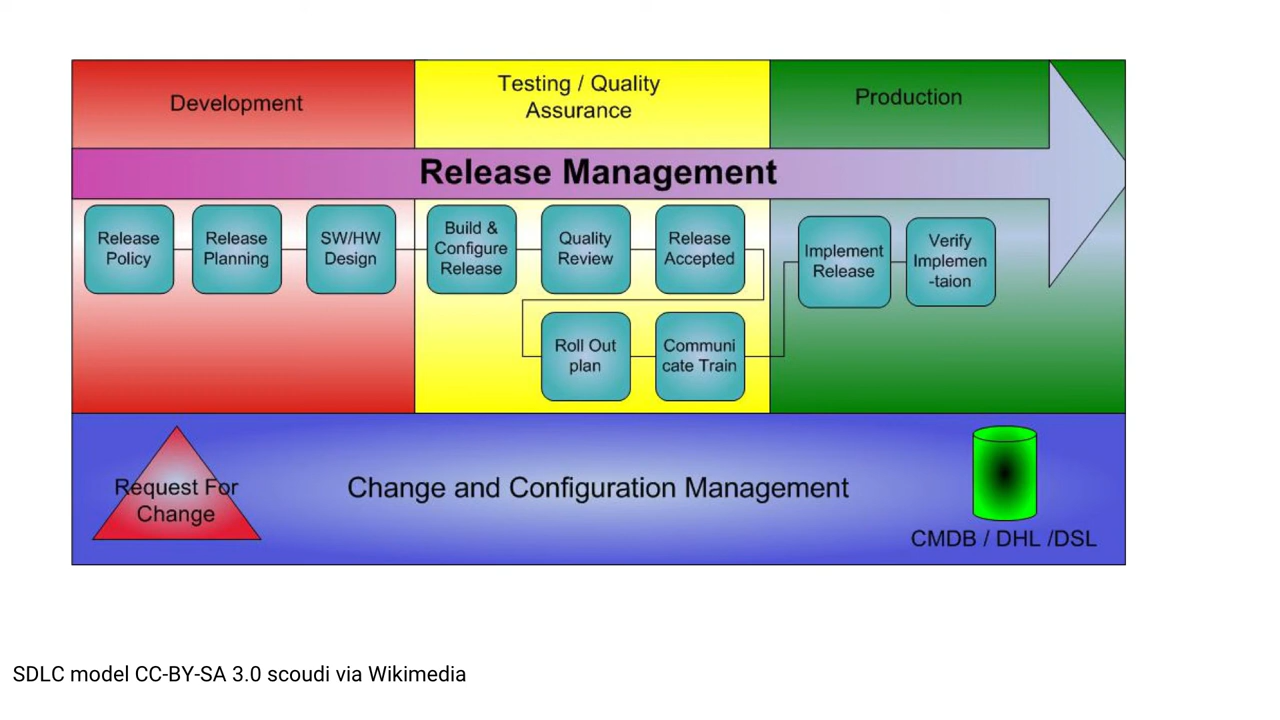 Development
Testing / Quality
Assurance
Production
Release Management
Release
Policy
Release
Planning
SW/HW
Design
Build &
Configure
Release
Quality
Review
Release
Accepted
Implement
Release
Verify
Implemen
-taion
Roll Out
plan
Communi
cate Train
Request For
Change
Change and Configuration Management
CMDB / DHL /DSL
SDLC model CC-BY-SA 3.0 scoudi via Wikimedia